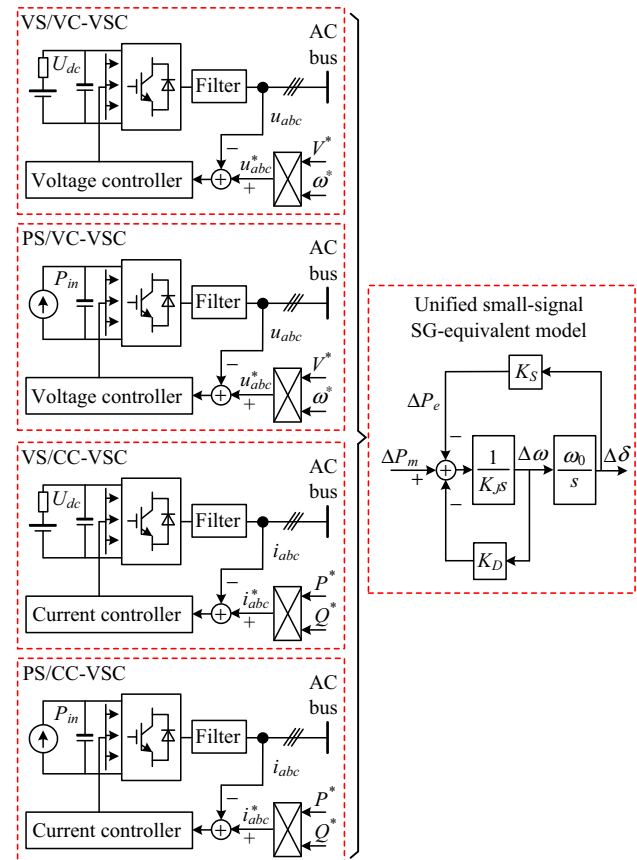 VS/VC-VSC
AC
bus
U_dc
Filter
u_abc
−
V*
u*_abc
+
ω*
Voltage controller
PS/VC-VSC
AC
bus
P_in
Filter
u_abc
−
V*
u*_abc
+
ω*
Voltage controller
VS/CC-VSC
AC
bus
U_dc
Filter
i_abc
−
P*
i*_abc
+
Q*
Current controller
PS/CC-VSC
AC
bus
P_in
Filter
i_abc
−
P*
i*_abc
+
Q*
Current controller
Unified small-signal
SG-equivalent model
K_S
ΔP_e
−
ΔP_m
+
1
K_J s
Δω
ω_0
s
Δδ
−
K_D